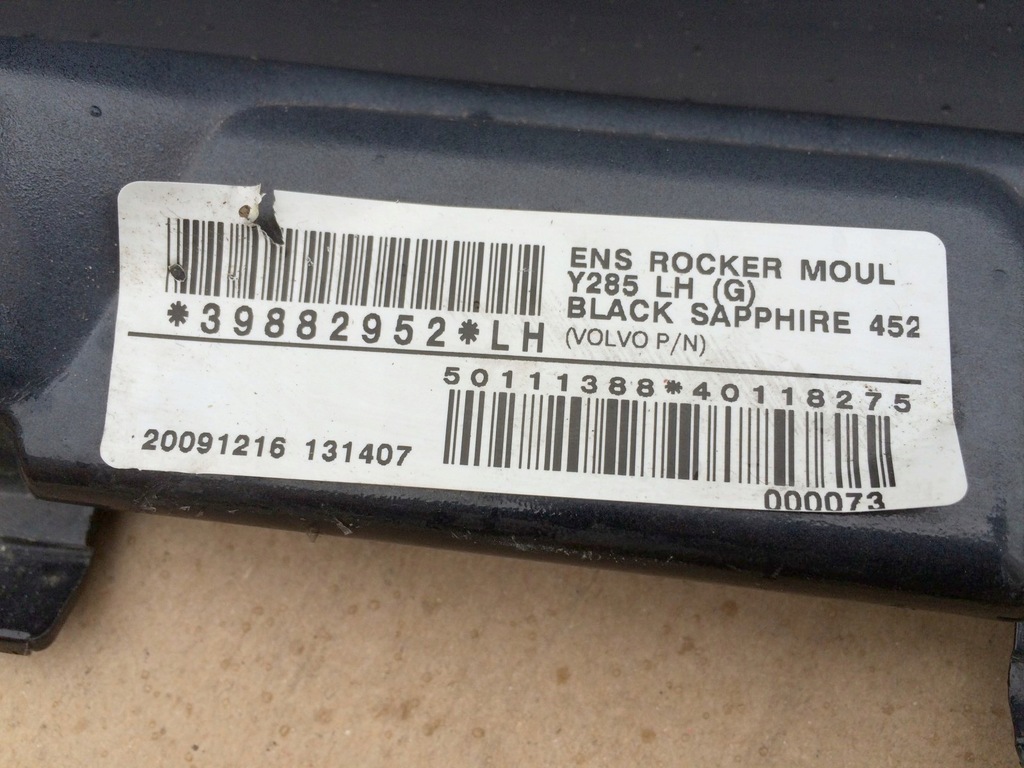 *39882952*LH
ENS ROCKER MOUL
Y285 LH (G)
BLACK SAPPHIRE 452
(VOLVO P/N)
50111388*40118275
20091216 131407
000073